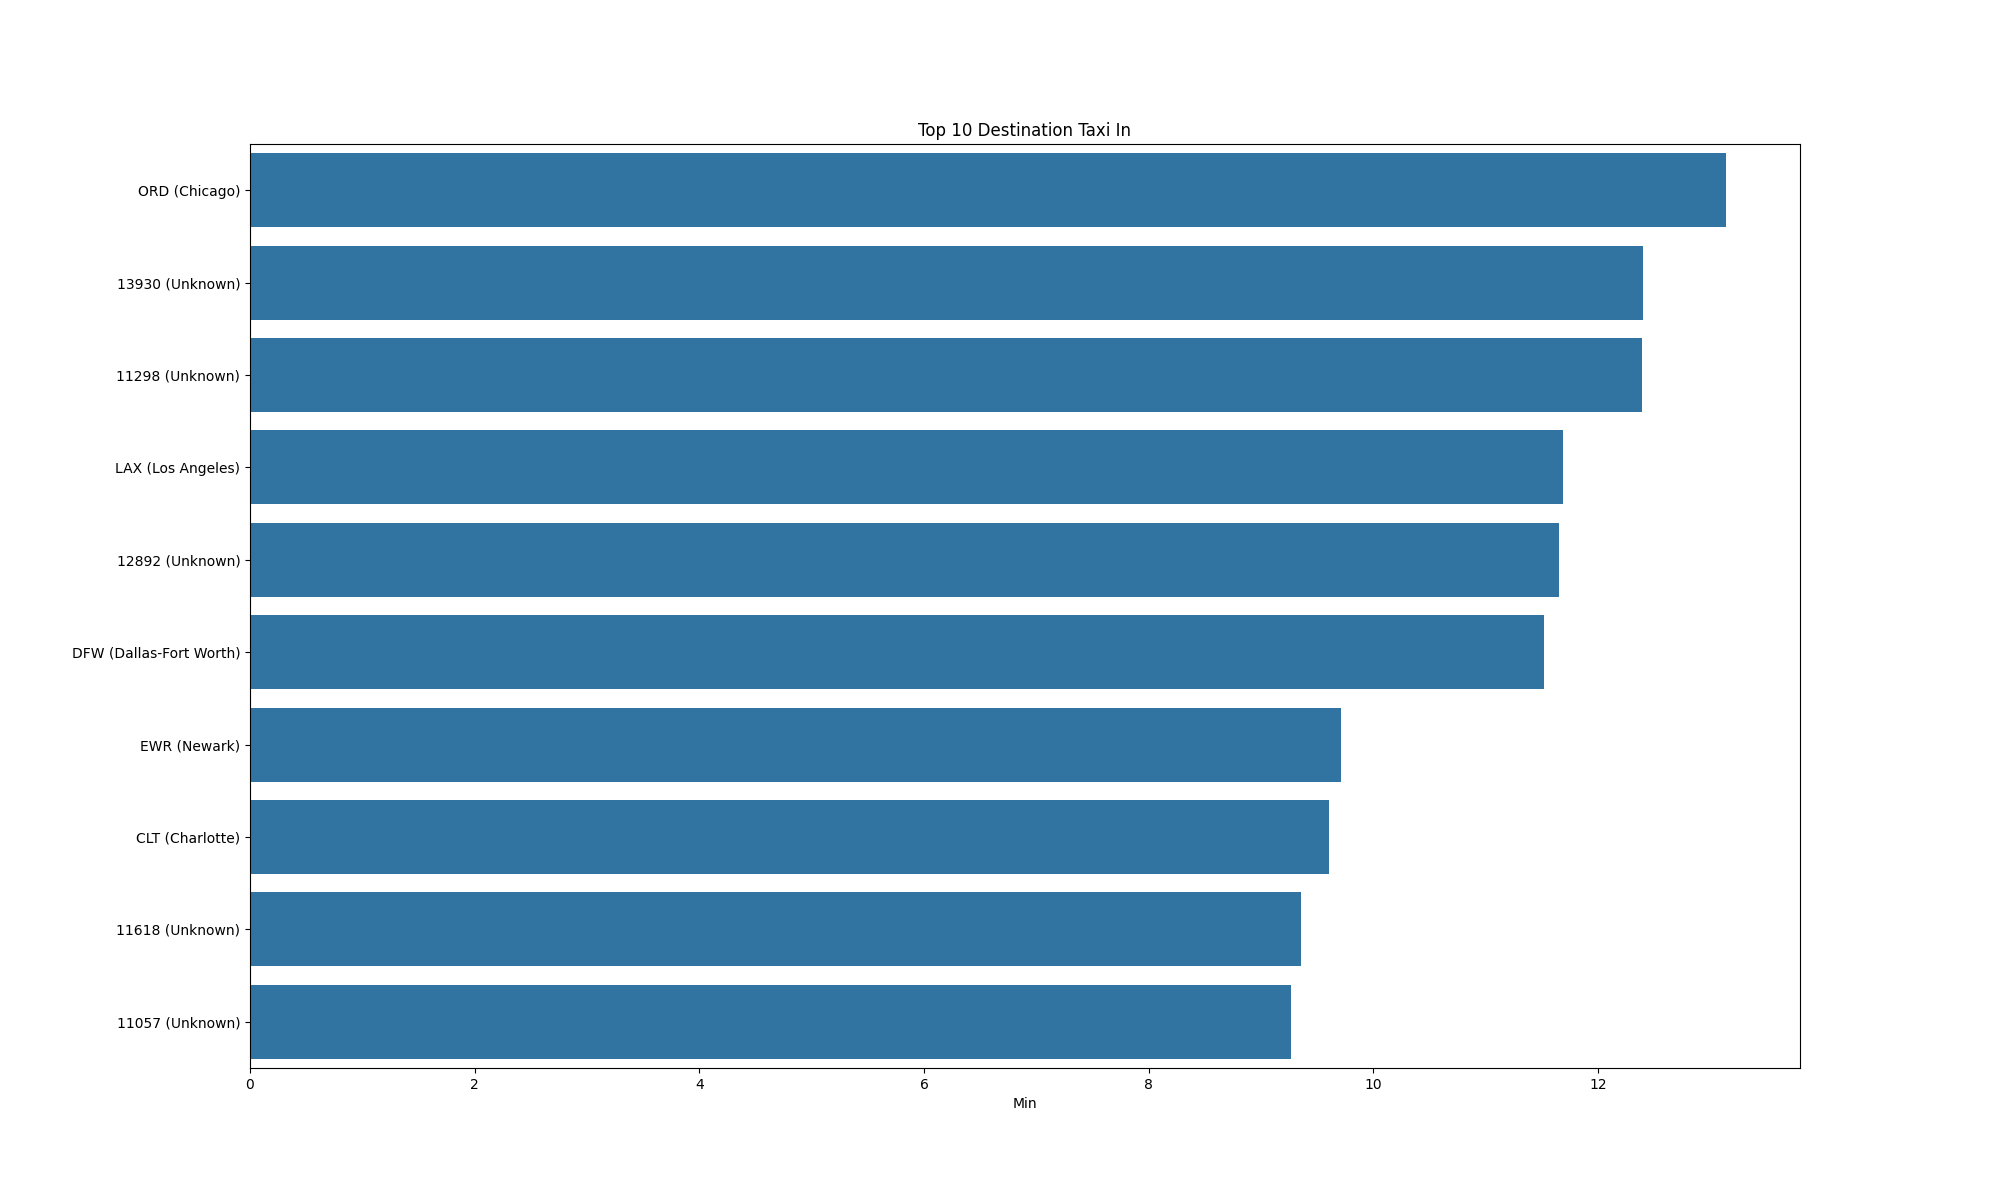 Top 10 Destination Taxi In
ORD (Chicago)
13930 (Unknown)
11298 (Unknown)
LAX (Los Angeles)
12892 (Unknown)
DFW (Dallas-Fort Worth)
EWR (Newark)
CLT (Charlotte)
11618 (Unknown)
11057 (Unknown)
0 2 4 6 8 10 12
Min